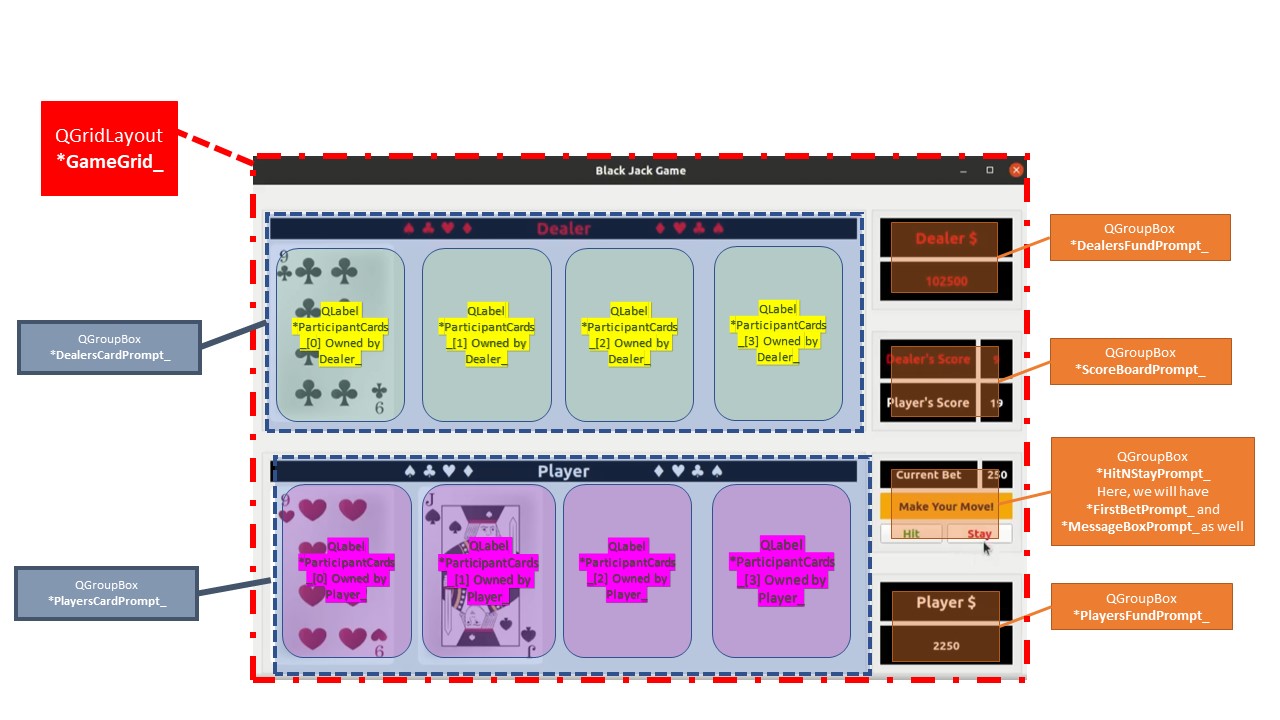 QGridLayout
*GameGrid_
Black Jack Game
♠ ♣ ♥ ♦ Dealer ♦ ♥ ♣ ♠
9
QLabel
*ParticipantCards
_[0] Owned by
Dealer_
6
QLabel
*ParticipantCards
_[1] Owned by
Dealer_
QLabel
*ParticipantCards
_[2] Owned by
Dealer_
QLabel
*ParticipantCards
_[3] Owned by
Dealer_
Dealer $
102500
QGroupBox
*DealersFundPrompt_
QGroupBox
*DealersCardPrompt_
Dealer's Score 9
Player's Score 19
QGroupBox
*ScoreBoardPrompt_
♠ ♣ ♥ ♦ Player ♦ ♥ ♣ ♠
9
QLabel
*ParticipantCards
_[0] Owned by
Player_
6
J
QLabel
*ParticipantCards
_[1] Owned by
Player_
J
QLabel
*ParticipantCards
_[2] Owned by
Player_
QLabel
*ParticipantCards
_[3] Owned by
Player_
Current Bet 250
Make Your Move!
Hit Stay
QGroupBox
*HitNStayPrompt_
Here, we will have
*FirstBetPrompt_ and
*MessageBoxPrompt_ as well
QGroupBox
*PlayersCardPrompt_
Player $
2250
QGroupBox
*PlayersFundPrompt_